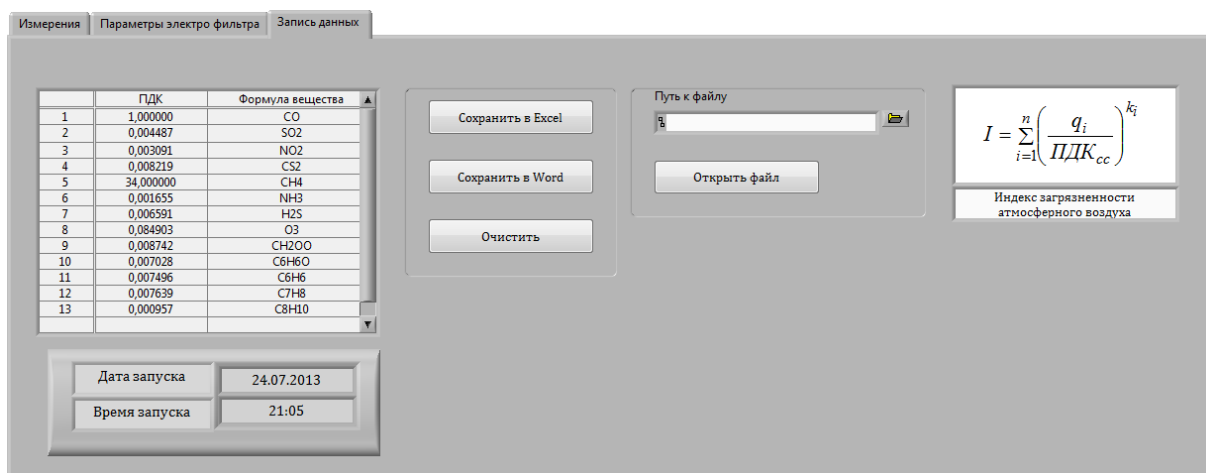 Измерения Параметры электро фильтра Запись данных
ПДК Формула вещества
1 1,000000 CO
2 0,004487 SO2
3 0,003091 NO2
4 0,008219 CS2
5 34,000000 CH4
6 0,001655 NH3
7 0,006591 H2S
8 0,084903 O3
9 0,008742 CH2OO
10 0,007028 C6H6O
11 0,007496 C6H6
12 0,007639 C7H8
13 0,000957 C8H10
Дата запуска 24.07.2013
Время запуска 21:05
Сохранить в Excel
Сохранить в Word
Очистить
Путь к файлу
Открыть файл
I = ∑_{i=1}^{n} (q_i / ПДК_{cc})^{k_i}
Индекс загрязненности
атмосферного воздуха